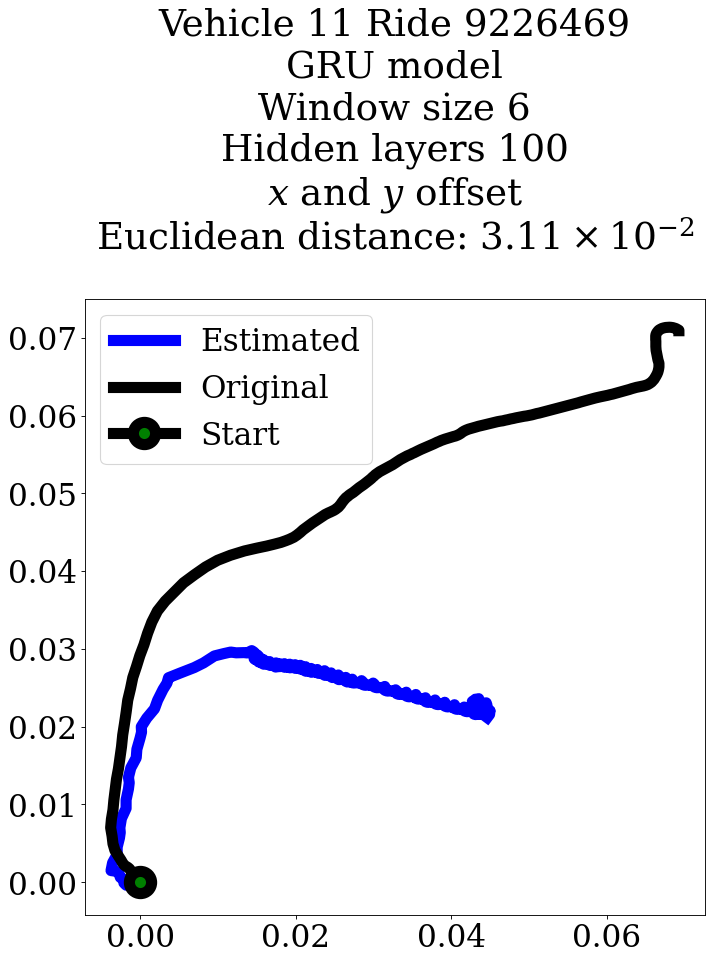 Vehicle 11 Ride 9226469
GRU model
Window size 6
Hidden layers 100
x and y offset
Euclidean distance: 3.11 × 10⁻²
Estimated
Original
Start
0.07
0.06
0.05
0.04
0.03
0.02
0.01
0.00
0.00 0.02 0.04 0.06